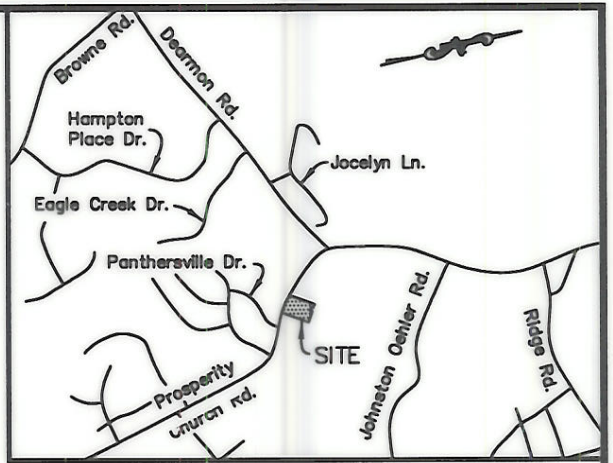 Browne Rd.
Dearmon Rd.
Hampton
Place Dr.
Jocelyn Ln.
Eagle Creek Dr.
Panthersville Dr.
SITE
Johnston Oehler Rd.
Ridge Rd.
Prosperity
Church Rd.